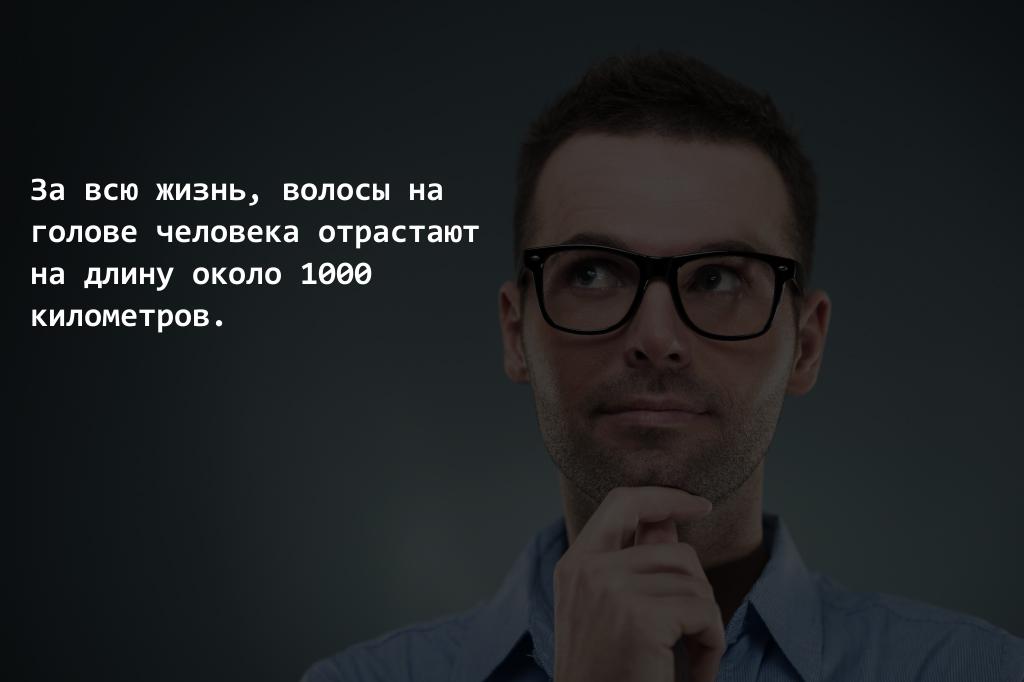 За всю жизнь, волосы на
голове человека отрастают
на длину около 1000
километров.